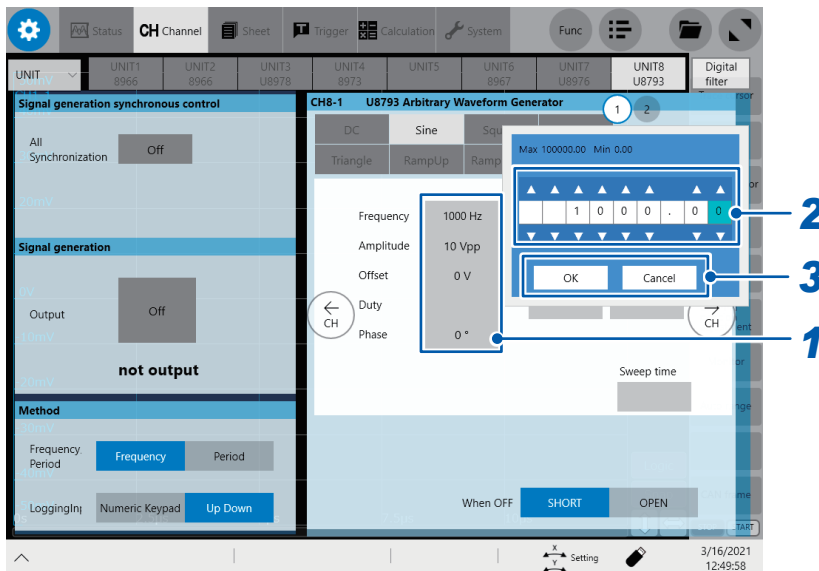 Status CH Channel Sheet Trigger Calculation System Func
UNIT UNIT1 UNIT2 UNIT3 UNIT4 UNIT5 UNIT6 UNIT7 UNIT8 Digital
8966 8966 U8978 8973 8967 U8976 U8793 filter
Signal generation synchronous control
All
Synchronization Off
Signal generation
Output Off
not output
Method
Frequency
Period Frequency Period
LoggingInp Numeric Keypad Up Down
CH8-1 U8793 Arbitrary Waveform Generator 1 2
DC Sine Squ
Triangle RampUp Ramp
Max 100000.00 Min 0.00
1 0 0 0 . 0 0 2
OK Cancel 3
Frequency 1000 Hz
Amplitude 10 Vpp
Offset 0 V
Duty
Phase 0 ° 1
CH CH
Sweep time
When OFF SHORT OPEN
START
X
Y Setting
3/16/2021
12:49:58